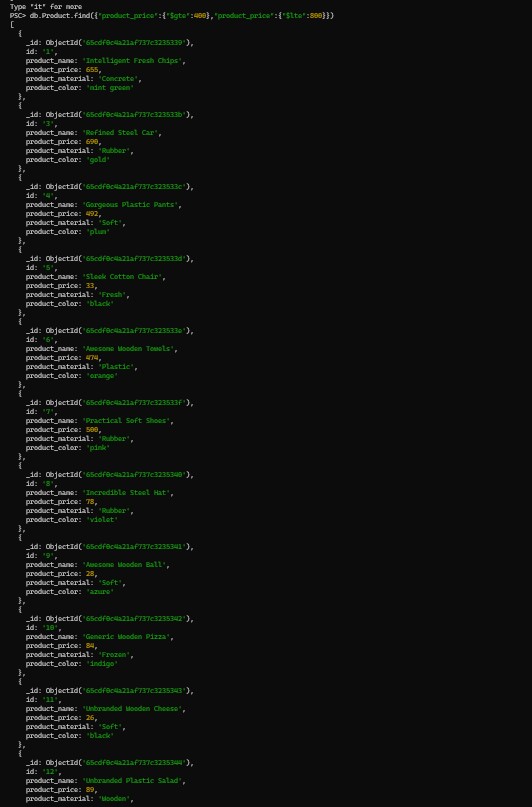 Type "it" for more
PSC> db.Product.find({"product_price":{"$gte":400},"product_price":{"$lte":800}})
[
{
_id: ObjectId('65cdf0c4a21af737c3235339'),
id: '1',
product_name: 'Intelligent Fresh Chips',
product_price: 655,
product_material: 'Concrete',
product_color: 'mint green'
},
{
_id: ObjectId('65cdf0c4a21af737c323533b'),
id: '3',
product_name: 'Refined Steel Car',
product_price: 690,
product_material: 'Rubber',
product_color: 'gold'
},
{
_id: ObjectId('65cdf0c4a21af737c323533c'),
id: '4',
product_name: 'Gorgeous Plastic Pants',
product_price: 492,
product_material: 'Soft',
product_color: 'plum'
},
{
_id: ObjectId('65cdf0c4a21af737c323533d'),
id: '5',
product_name: 'Sleek Cotton Chair',
product_price: 33,
product_material: 'Fresh',
product_color: 'black'
},
{
_id: ObjectId('65cdf0c4a21af737c323533e'),
id: '6',
product_name: 'Awesome Wooden Towels',
product_price: 474,
product_material: 'Plastic',
product_color: 'orange'
},
{
_id: ObjectId('65cdf0c4a21af737c323533f'),
id: '7',
product_name: 'Practical Soft Shoes',
product_price: 500,
product_material: 'Rubber',
product_color: 'pink'
},
{
_id: ObjectId('65cdf0c4a21af737c3235340'),
id: '8',
product_name: 'Incredible Steel Hat',
product_price: 78,
product_material: 'Rubber',
product_color: 'violet'
},
{
_id: ObjectId('65cdf0c4a21af737c3235341'),
id: '9',
product_name: 'Awesome Wooden Ball',
product_price: 28,
product_material: 'Soft',
product_color: 'azure'
},
{
_id: ObjectId('65cdf0c4a21af737c3235342'),
id: '10',
product_name: 'Generic Wooden Pizza',
product_price: 84,
product_material: 'Frozen',
product_color: 'indigo'
},
{
_id: ObjectId('65cdf0c4a21af737c3235343'),
id: '11',
product_name: 'Unbranded Wooden Cheese',
product_price: 26,
product_material: 'Soft',
product_color: 'black'
},
{
_id: ObjectId('65cdf0c4a21af737c3235344'),
id: '12',
product_name: 'Unbranded Plastic Salad',
product_price: 89,
product_material: 'Wooden',